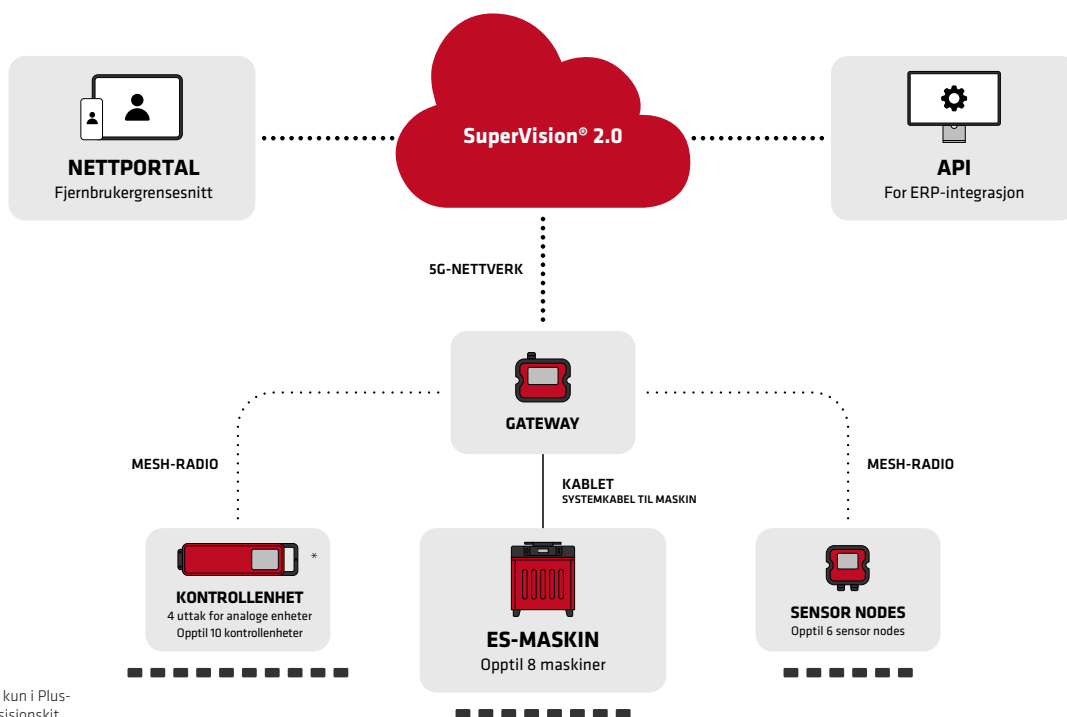 SuperVision® 2.0
NETTPORTAL
Fjernbrukergrensesnitt
API
For ERP-integrasjon
5G-NETTVERK
GATEWAY
MESH-RADIO
KABLET
SYSTEMKABEL TIL MASKIN
MESH-RADIO
*
KONTROLLENHET
4 uttak for analoge enheter
Opptil 10 kontrollenheter
ES-MASKIN
Opptil 8 maskiner
SENSOR NODES
Opptil 6 sensor nodes
kun i Plus-